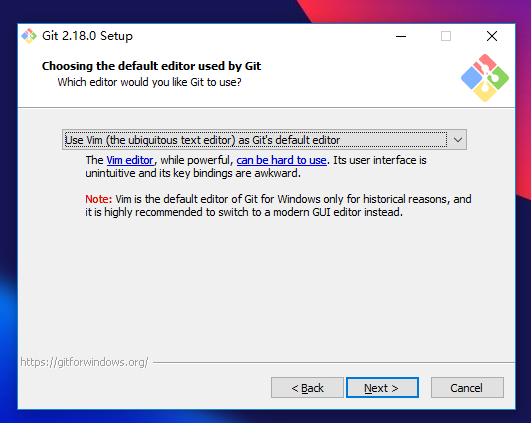 Git 2.18.0 Setup
Choosing the default editor used by Git
Which editor would you like Git to use?
Use Vim (the ubiquitous text editor) as Git's default editor
The Vim editor, while powerful, can be hard to use. Its user interface is
unintuitive and its key bindings are awkward.
Note: Vim is the default editor of Git for Windows only for historical reasons, and
it is highly recommended to switch to a modern GUI editor instead.
https://gitforwindows.org/
< Back
Next >
Cancel